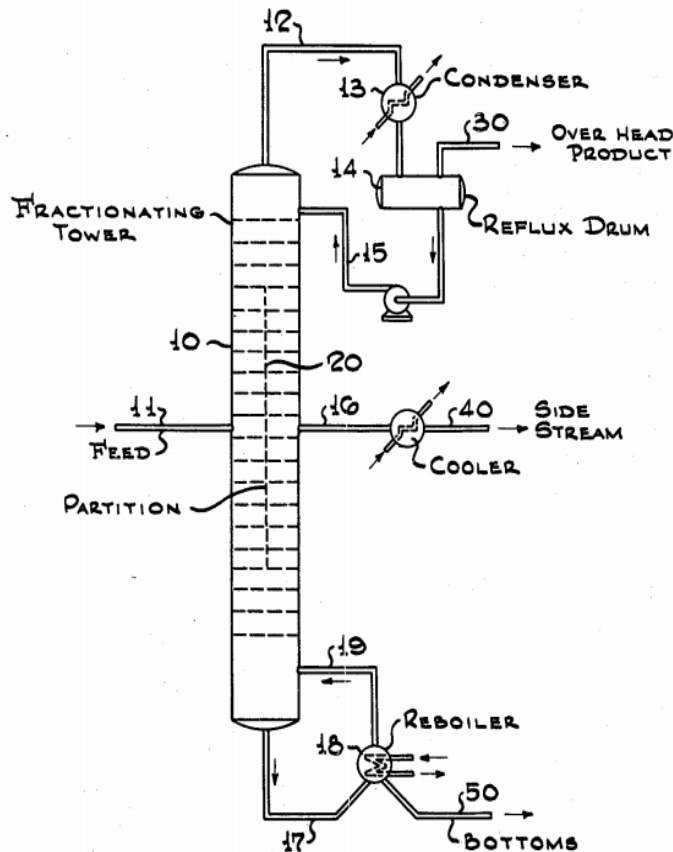 12
13
CONDENSER
30
OVER HEAD
PRODUCT
14
FRACTIONATING
TOWER
REFLUX DRUM
15
10
20
11
16
40
SIDE
STREAM
FEED
COOLER
PARTITION
19
REBOILER
18
50
17
BOTTOMS